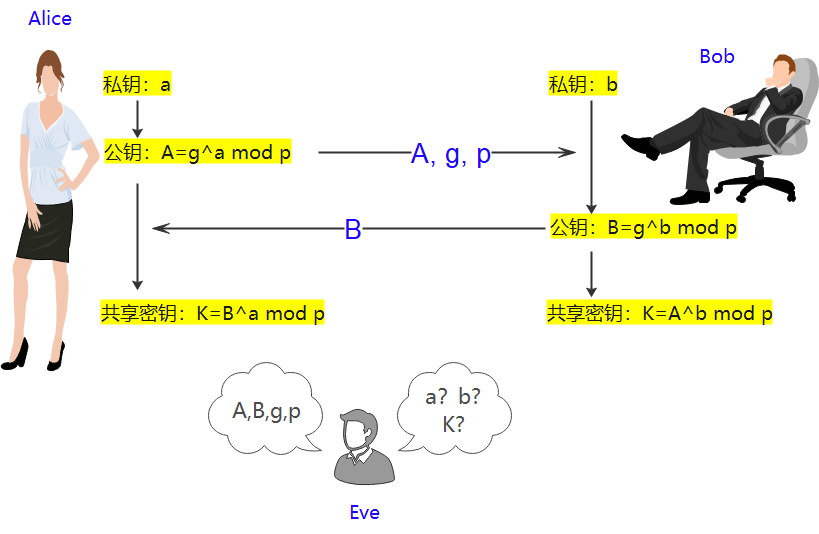 Alice
Bob
私钥：a
私钥：b
公钥：A=g^a mod p
A, g, p
B
公钥：B=g^b mod p
共享密钥：K=B^a mod p
共享密钥：K=A^b mod p
A,B,g,p
a？b？
K？
Eve